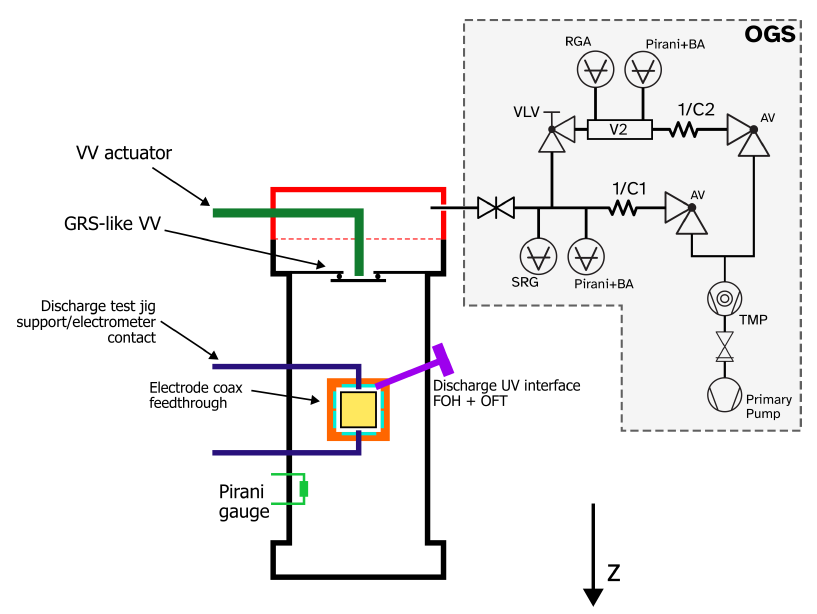 OGS
RGA
Pirani+BA
1/C2
VLV
V2
AV
VV actuator
1/C1
AV
GRS-like VV
SRG
Pirani+BA
Discharge test jig
support/electrometer
contact
TMP
Electrode coax
feedthrough
Discharge UV interface
FOH + OFT
Primary
Pump
Pirani
gauge
Z